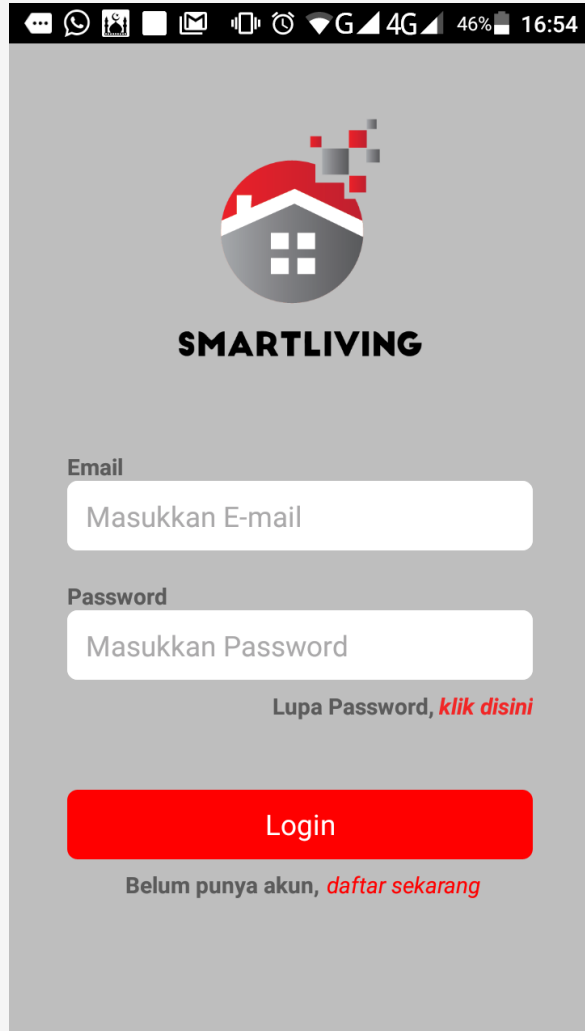 G 4G 46% 16:54
SMARTLIVING
Email
Masukkan E-mail
Password
Masukkan Password
Lupa Password, klik disini
Login
Belum punya akun, daftar sekarang